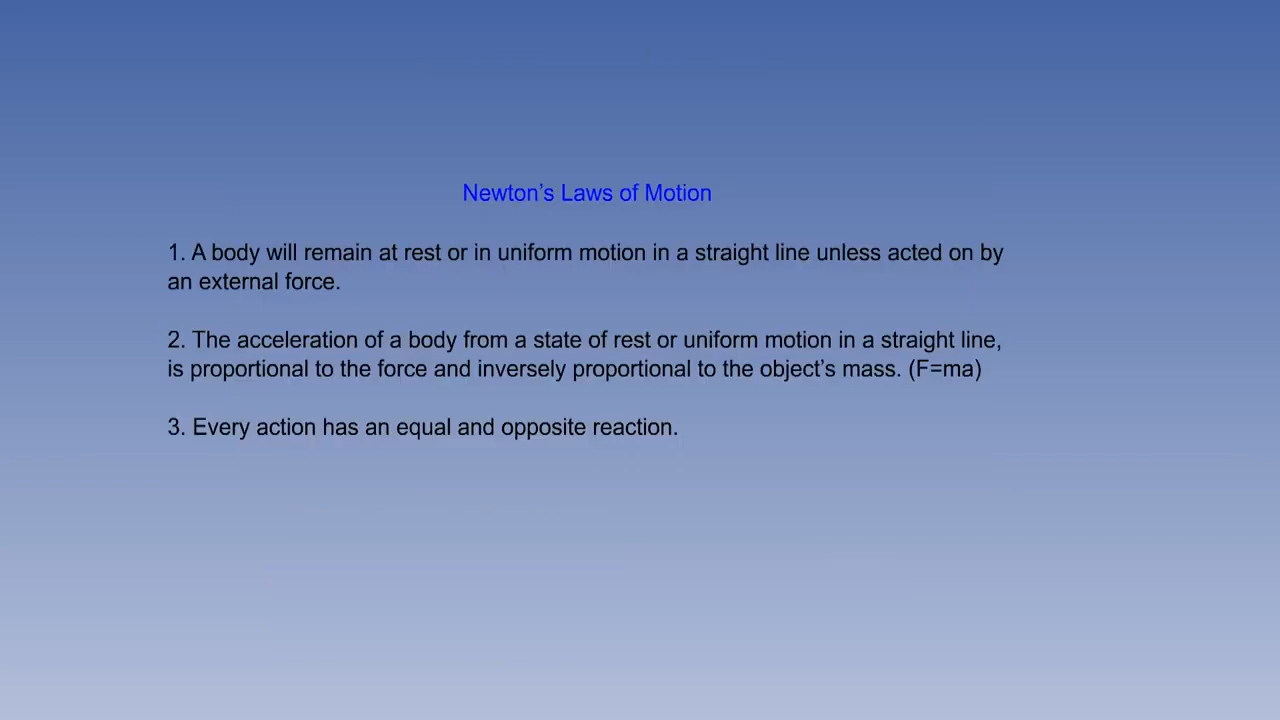 Newton’s Laws of Motion
1. A body will remain at rest or in uniform motion in a straight line unless acted on by
an external force.
2. The acceleration of a body from a state of rest or uniform motion in a straight line,
is proportional to the force and inversely proportional to the object’s mass. (F=ma)
3. Every action has an equal and opposite reaction.